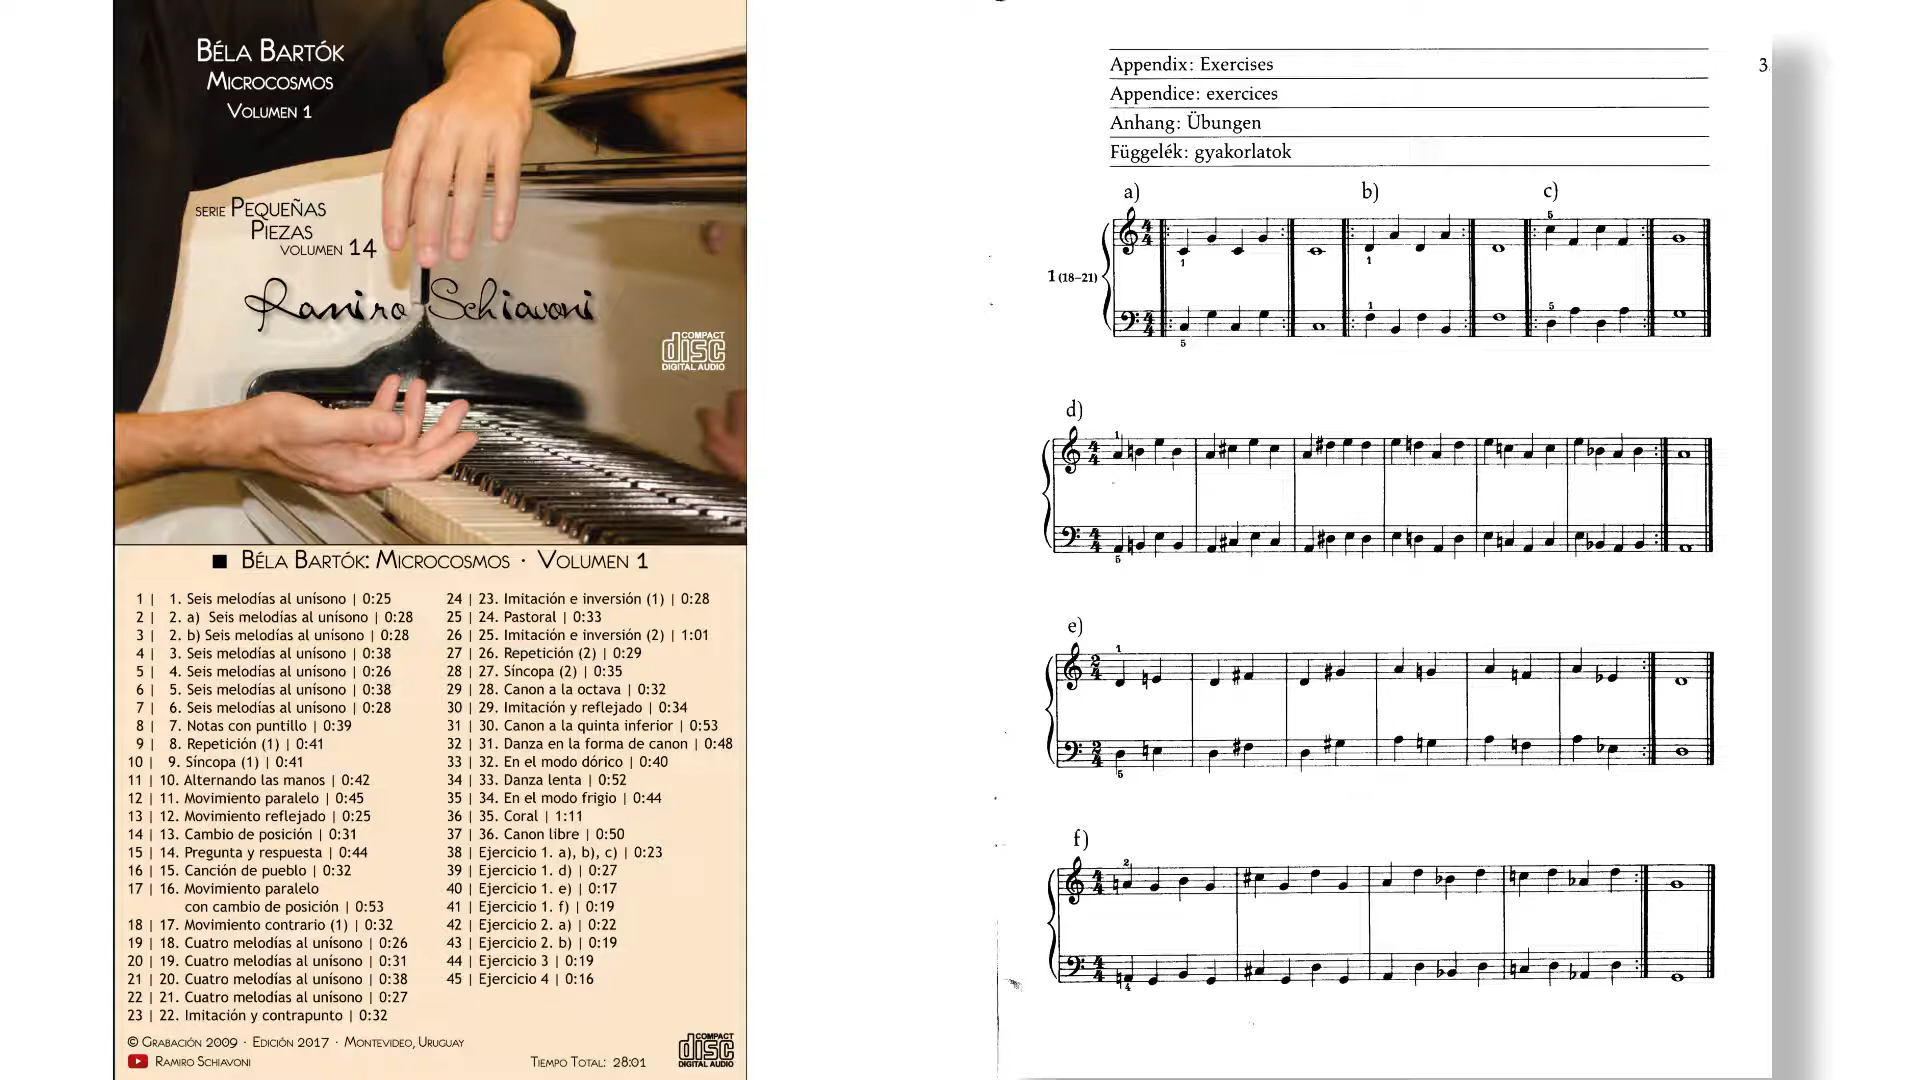 BÉLA BARTÓK
MICROCOSMOS
VOLUMEN 1
SERIE PEQUEÑAS
PIEZAS
VOLUMEN 14
Ramiro Schiavoni
COMPACT
disc
DIGITAL AUDIO
■ BÉLA BARTÓK: MICROCOSMOS · VOLUMEN 1
1 | 1. Seis melodías al unísono | 0:25
2 | 2. a) Seis melodías al unísono | 0:28
3 | 2. b) Seis melodías al unísono | 0:28
4 | 3. Seis melodías al unísono | 0:38
5 | 4. Seis melodías al unísono | 0:26
6 | 5. Seis melodías al unísono | 0:38
7 | 6. Seis melodías al unísono | 0:28
8 | 7. Notas con puntillo | 0:39
9 | 8. Repetición (1) | 0:41
10 | 9. Síncopa (1) | 0:41
11 | 10. Alternando las manos | 0:42
12 | 11. Movimiento paralelo | 0:45
13 | 12. Movimiento reflejado | 0:25
14 | 13. Cambio de posición | 0:31
15 | 14. Pregunta y respuesta | 0:44
16 | 15. Canción de pueblo | 0:32
17 | 16. Movimiento paralelo
con cambio de posición | 0:53
18 | 17. Movimiento contrario (1) | 0:32
19 | 18. Cuatro melodías al unísono | 0:26
20 | 19. Cuatro melodías al unísono | 0:31
21 | 20. Cuatro melodías al unísono | 0:38
22 | 21. Cuatro melodías al unísono | 0:27
23 | 22. Imitación y contrapunto | 0:32
24 | 23. Imitación e inversión (1) | 0:28
25 | 24. Pastoral | 0:33
26 | 25. Imitación e inversión (2) | 1:01
27 | 26. Repetición (2) | 0:29
28 | 27. Síncopa (2) | 0:35
29 | 28. Canon a la octava | 0:32
30 | 29. Imitación y reflejado | 0:34
31 | 30. Canon a la quinta inferior | 0:53
32 | 31. Danza en la forma de canon | 0:48
33 | 32. En el modo dórico | 0:40
34 | 33. Danza lenta | 0:52
35 | 34. En el modo frigio | 0:44
36 | 35. Coral | 1:11
37 | 36. Canon libre | 0:50
38 | Ejercicio 1. a), b), c) | 0:23
39 | Ejercicio 1. d) | 0:27
40 | Ejercicio 1. e) | 0:17
41 | Ejercicio 1. f) | 0:19
42 | Ejercicio 2. a) | 0:22
43 | Ejercicio 2. b) | 0:19
44 | Ejercicio 3 | 0:19
45 | Ejercicio 4 | 0:16
© GRABACIÓN 2009 · EDICIÓN 2017 · MONTEVIDEO, URUGUAY
RAMIRO SCHIAVONI
TIEMPO TOTAL: 28:01
COMPACT
disc
DIGITAL AUDIO
Appendix: Exercises
3
Appendice: exercices
Anhang: Übungen
Függelék: gyakorlatok
a) b) c)
1 (18–21)
d)
e)
f)